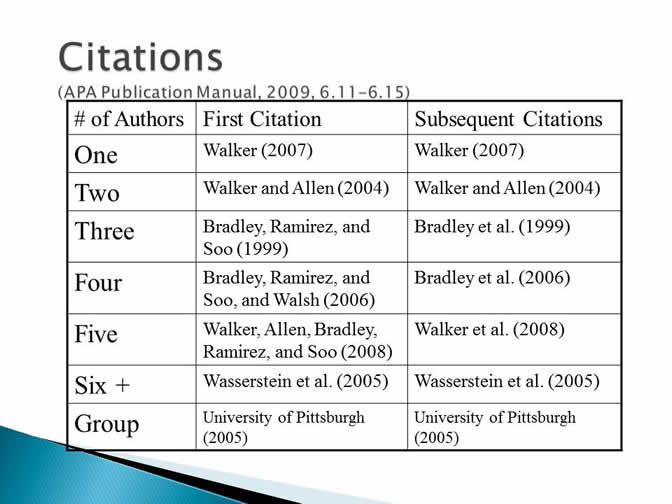 Citations
(APA Publication Manual, 2009, 6.11-6.15)
# of Authors First Citation Subsequent Citations
One Walker (2007) Walker (2007)
Two Walker and Allen (2004) Walker and Allen (2004)
Three Bradley, Ramirez, and Bradley et al. (1999)
Soo (1999)
Four Bradley, Ramirez, and Bradley et al. (2006)
Soo, and Walsh (2006)
Five Walker, Allen, Bradley, Walker et al. (2008)
Ramirez, and Soo (2008)
Six + Wasserstein et al. (2005) Wasserstein et al. (2005)
Group University of Pittsburgh University of Pittsburgh
(2005) (2005)